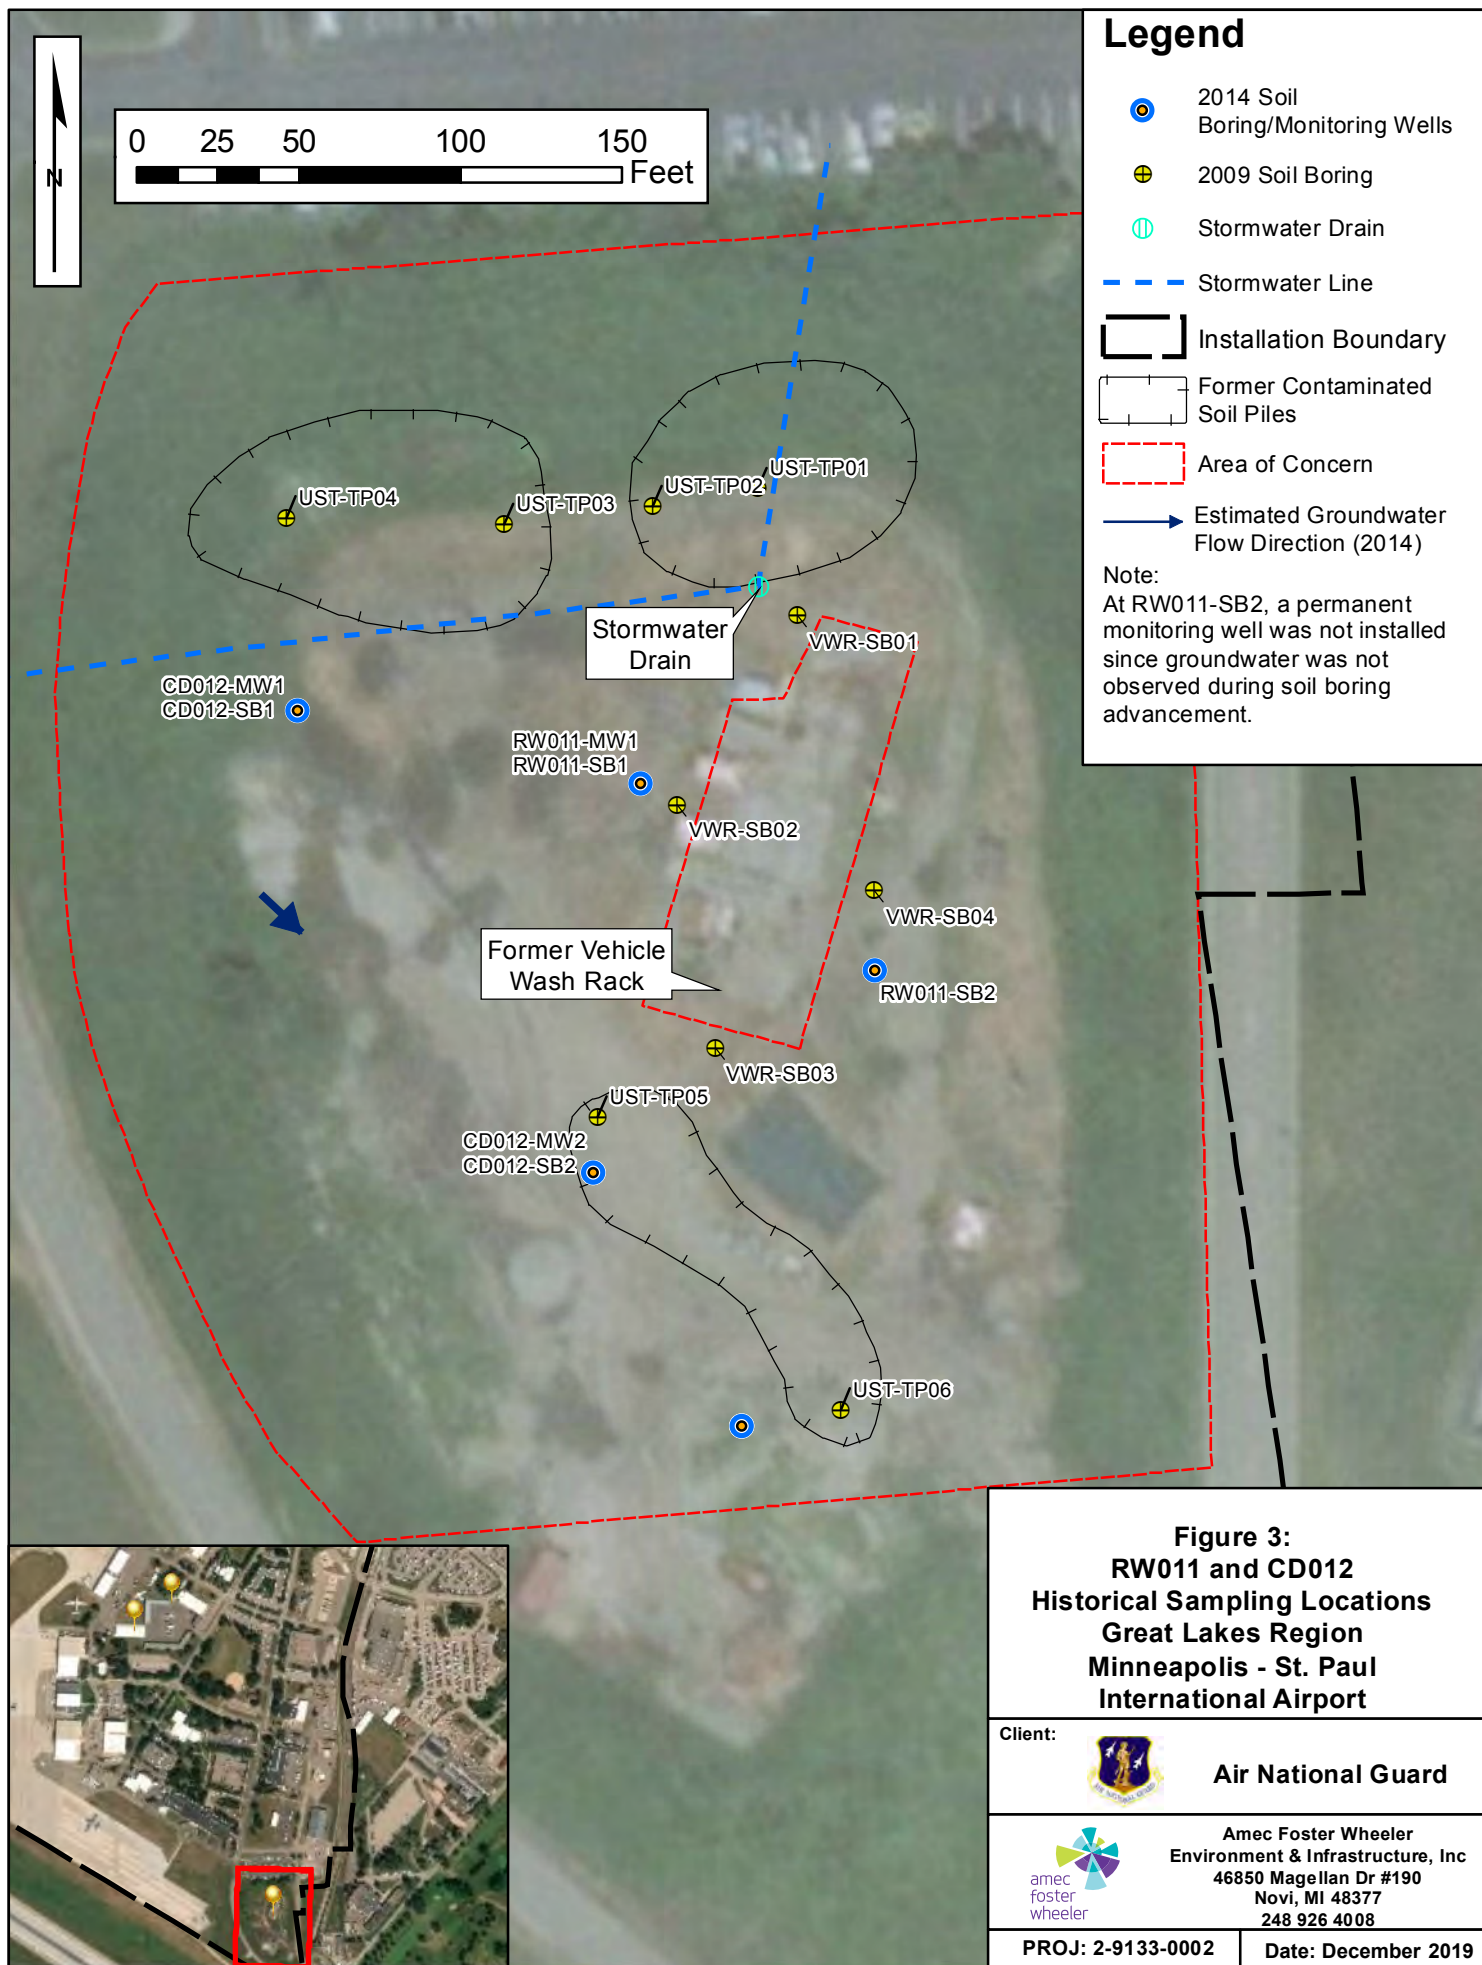 Legend
2014 Soil
Boring/Monitoring Wells
2009 Soil Boring
Stormwater Drain
Stormwater Line
Installation Boundary
Former Contaminated
Soil Piles
Area of Concern
Estimated Groundwater
Flow Direction (2014)
Note:
At RW011-SB2, a permanent
monitoring well was not installed
since groundwater was not
observed during soil boring
advancement.
N
0 25 50 100 150
Feet
UST-TP01
UST-TP02
UST-TP04
UST-TP03
Stormwater
Drain
VWR-SB01
CD012-MW1
CD012-SB1
RW011-MW1
RW011-SB1
VWR-SB02
VWR-SB04
Former Vehicle
Wash Rack
RW011-SB2
VWR-SB03
UST-TP05
CD012-MW2
CD012-SB2
UST-TP06
Figure 3:
RW011 and CD012
Historical Sampling Locations
Great Lakes Region
Minneapolis - St. Paul
International Airport
Client:
AIR NATIONAL GUARD
Air National Guard
amec
foster
wheeler
Amec Foster Wheeler
Environment & Infrastructure, Inc
46850 Magellan Dr #190
Novi, MI 48377
248 926 4008
PROJ: 2-9133-0002
Date: December 2019